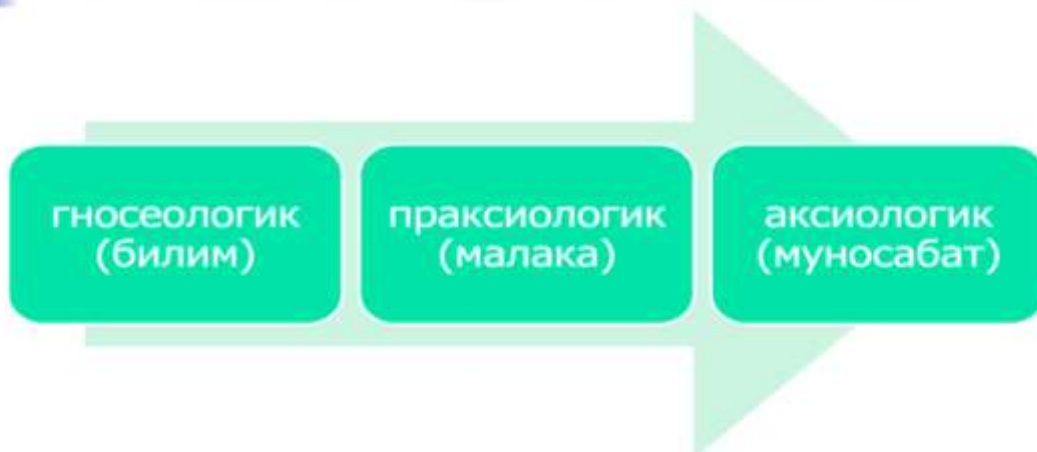 гносеологик
(билим)
праксиологик
(малака)
аксиологик
(муносабат)